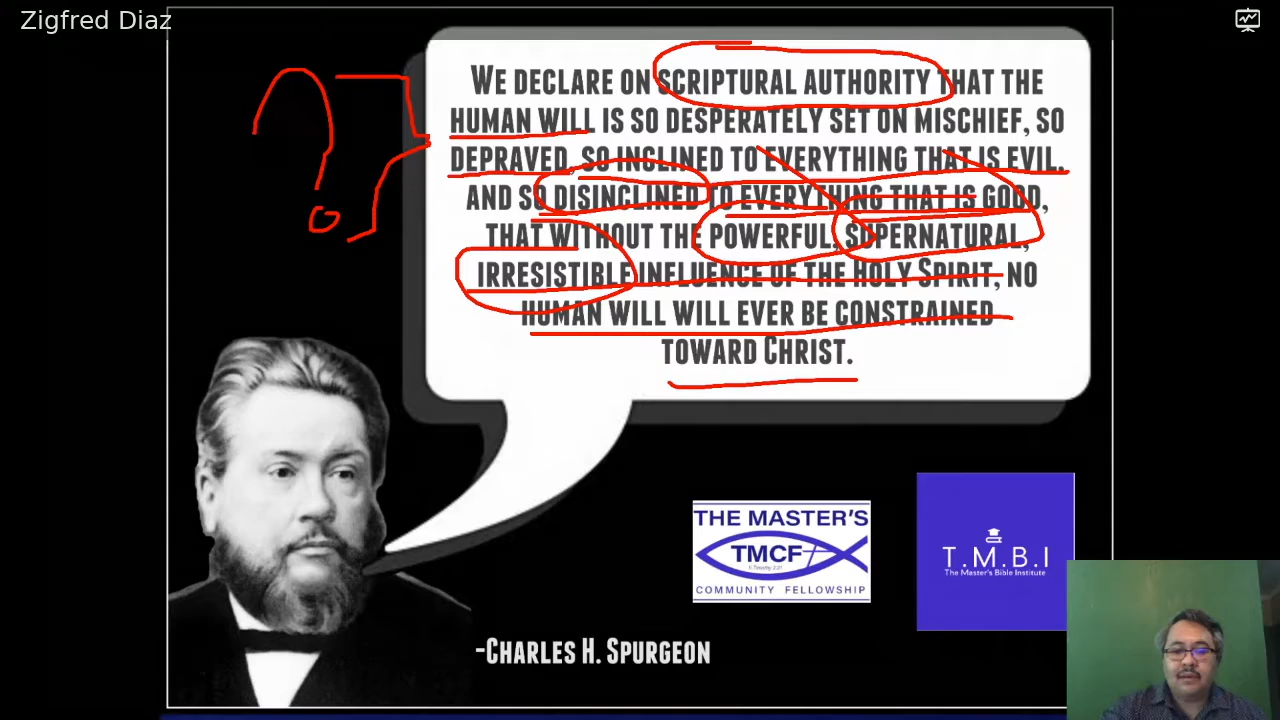 Zigfred Diaz
We declare on scriptural authority that the
human will is so desperately set on mischief, so
depraved, so inclined to everything that is evil,
and so disinclined to everything that is good,
that without the powerful, supernatural,
irresistible influence of the Holy Spirit, no
human will will ever be constrained
toward Christ.
?
THE MASTER'S
TMCF
COMMUNITY FELLOWSHIP
T.M.B.I
The Master's Bible Institute
-Charles H. Spurgeon